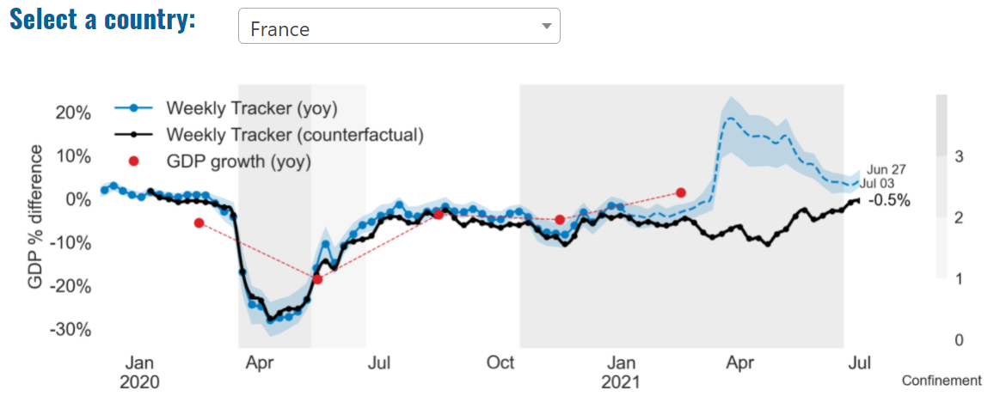 Select a country:
France
Weekly Tracker (yoy)
Weekly Tracker (counterfactual)
GDP growth (yoy)
GDP % difference
20%
10%
0%
-10%
-20%
-30%
Jun 27
Jul 03
-0.5%
3
2
1
0
Confinement
Jan
2020
Apr
Jul
Oct
Jan
2021
Apr
Jul